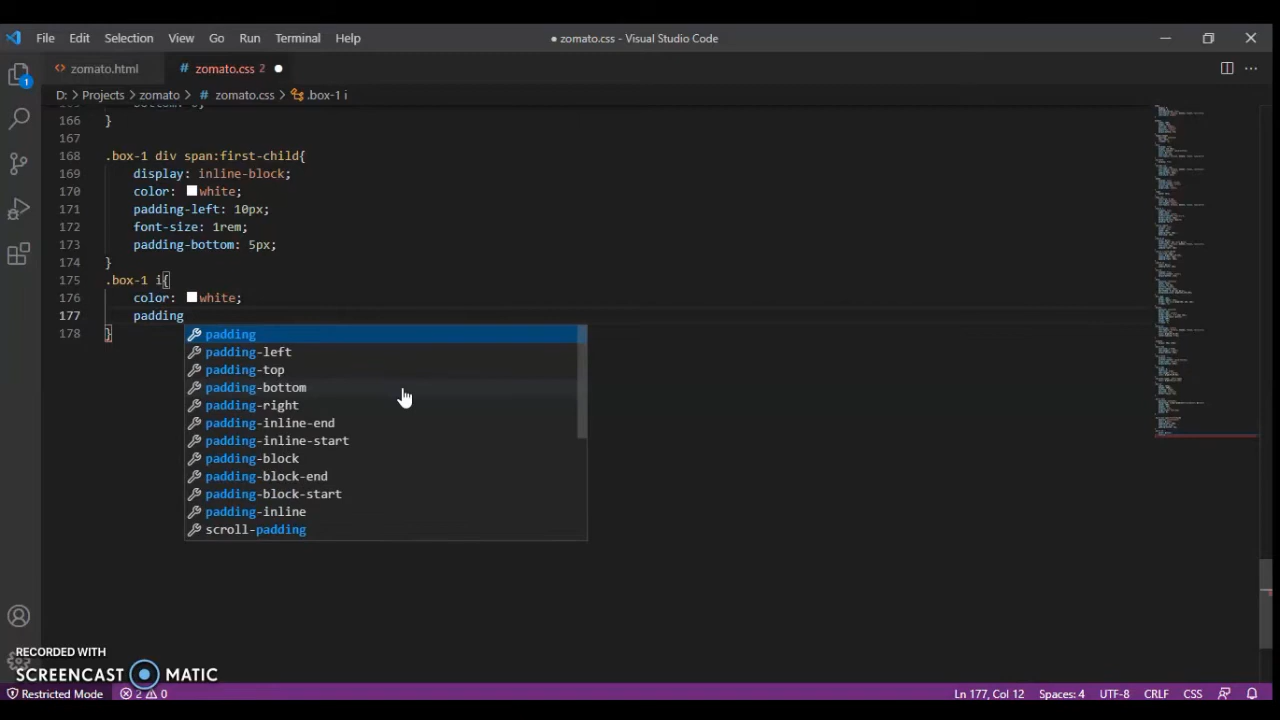 File Edit Selection View Go Run Terminal Help
● zomato.css - Visual Studio Code
zomato.html
# zomato.css 2 ●
D: > Projects > zomato > # zomato.css > .box-1 i
1
166 }
167
168 .box-1 div span:first-child{
169 display: inline-block;
170 color: white;
171 padding-left: 10px;
172 font-size: 1rem;
173 padding-bottom: 5px;
174 }
175 .box-1 i{
176 color: white;
177 padding
178 }
padding
padding-left
padding-top
padding-bottom
padding-right
padding-inline-end
padding-inline-start
padding-block
padding-block-end
padding-block-start
padding-inline
scroll-padding
RECORDED WITH
SCREENCAST MATIC
Restricted Mode 2 0 Ln 177, Col 12 Spaces: 4 UTF-8 CRLF CSS